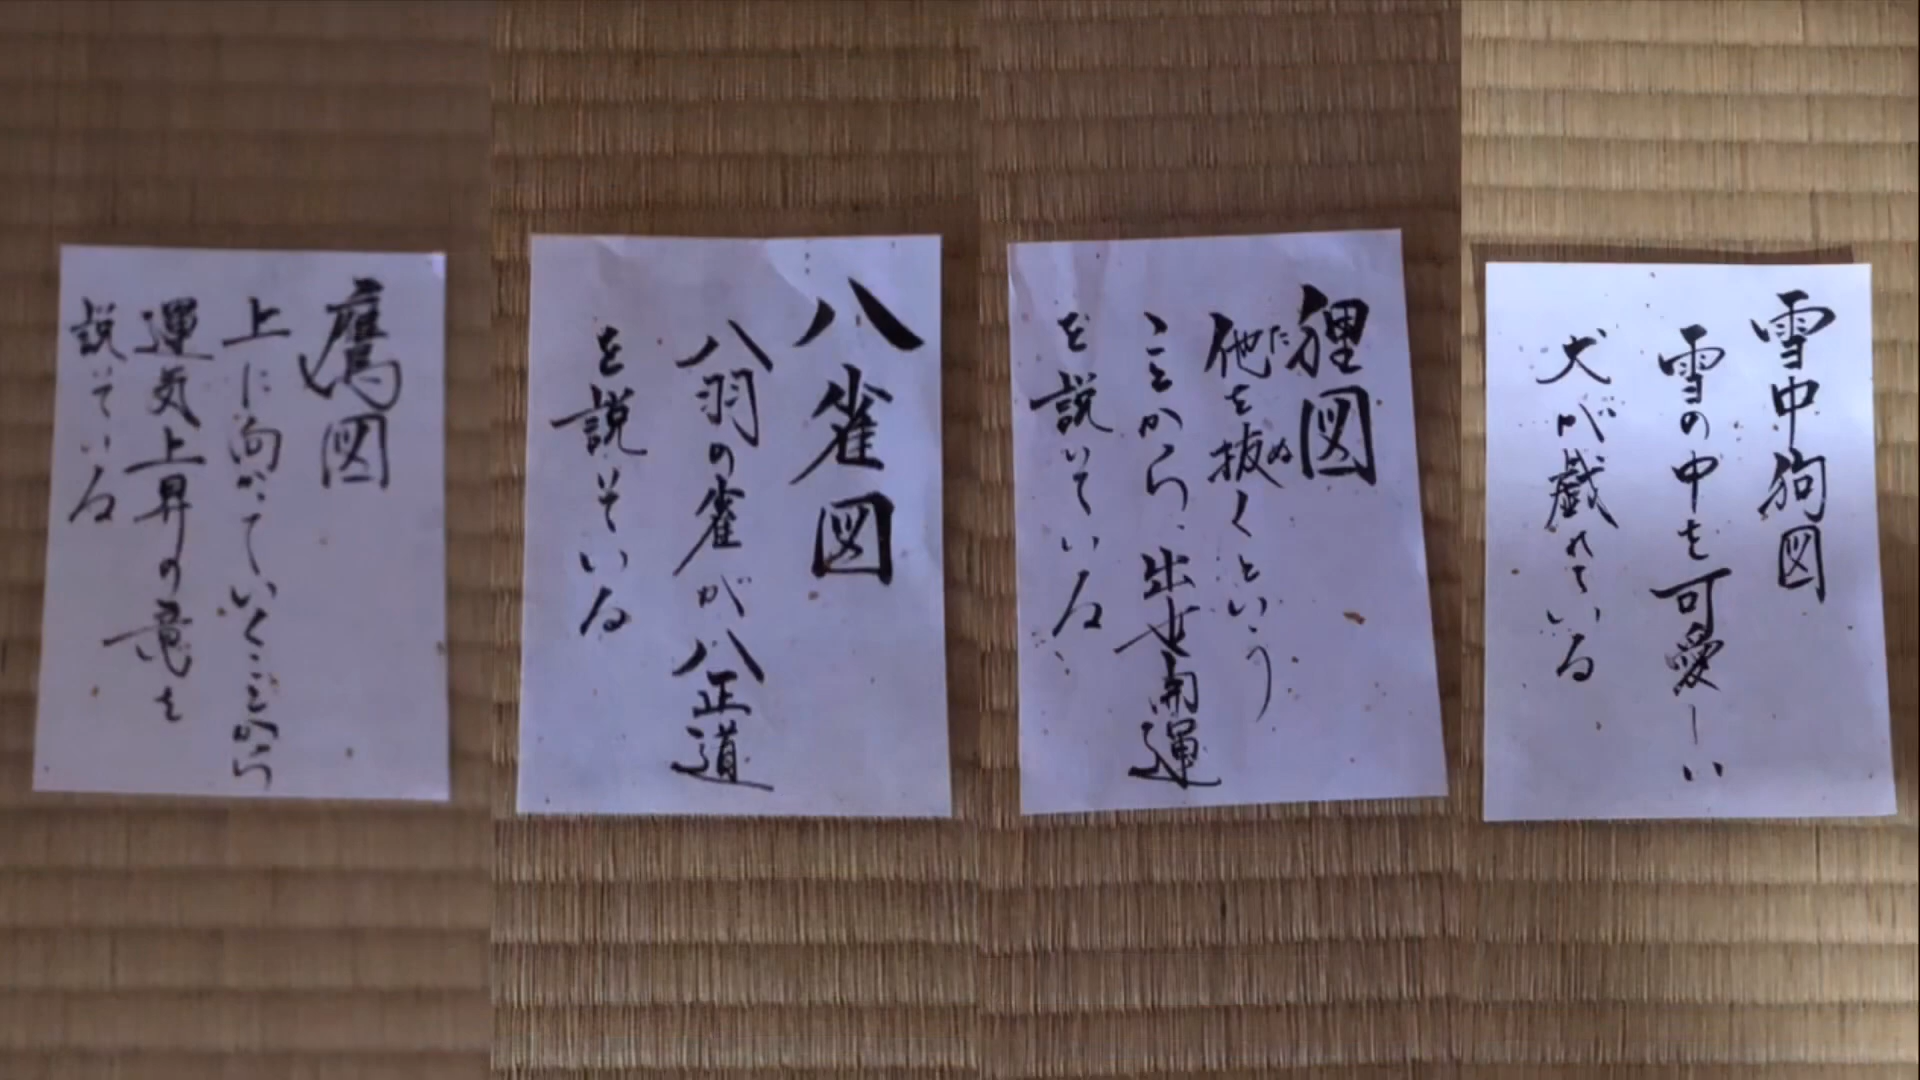 鷹図
上に向かっていくことから
運気上昇の意を
説いている
八雀図
八羽の雀が八正道
を説いている
狸図
他を抜くという
たぬ
ことから、出世開運
を説いている
雪中狗図
雪の中を可愛しい
犬が戯れている